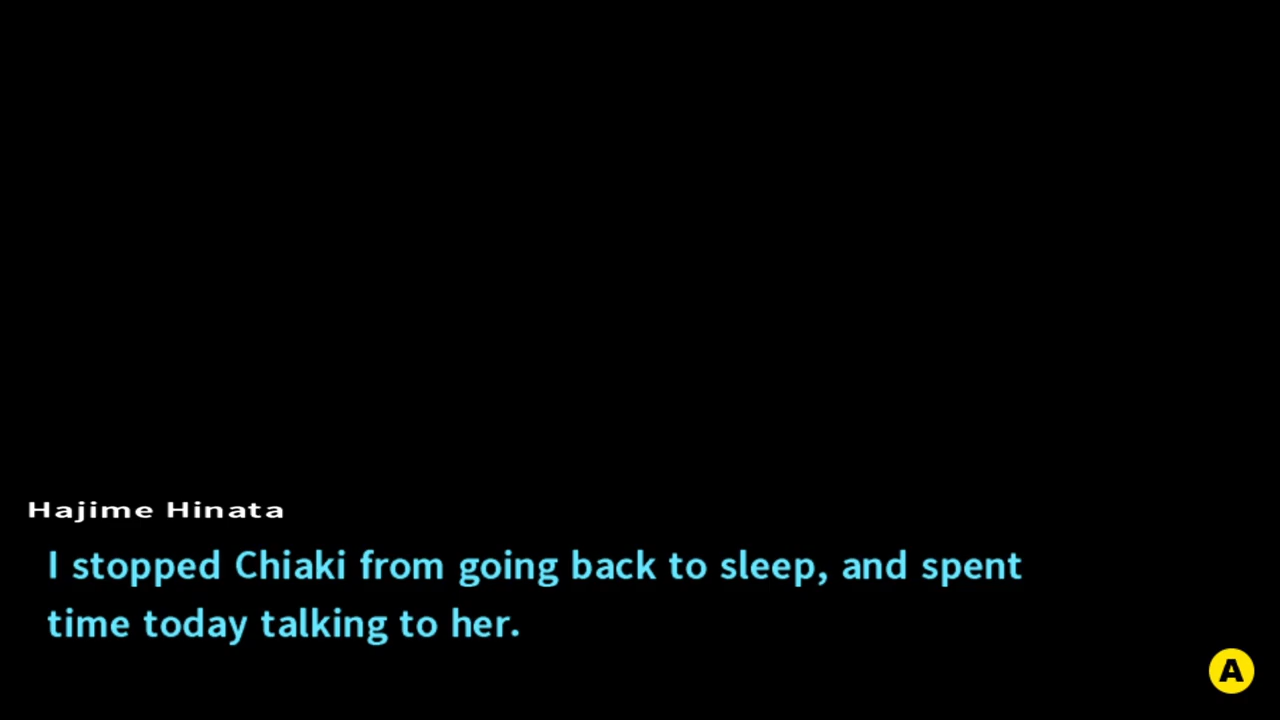 Hajime Hinata
I stopped Chiaki from going back to sleep, and spent
time today talking to her.
A